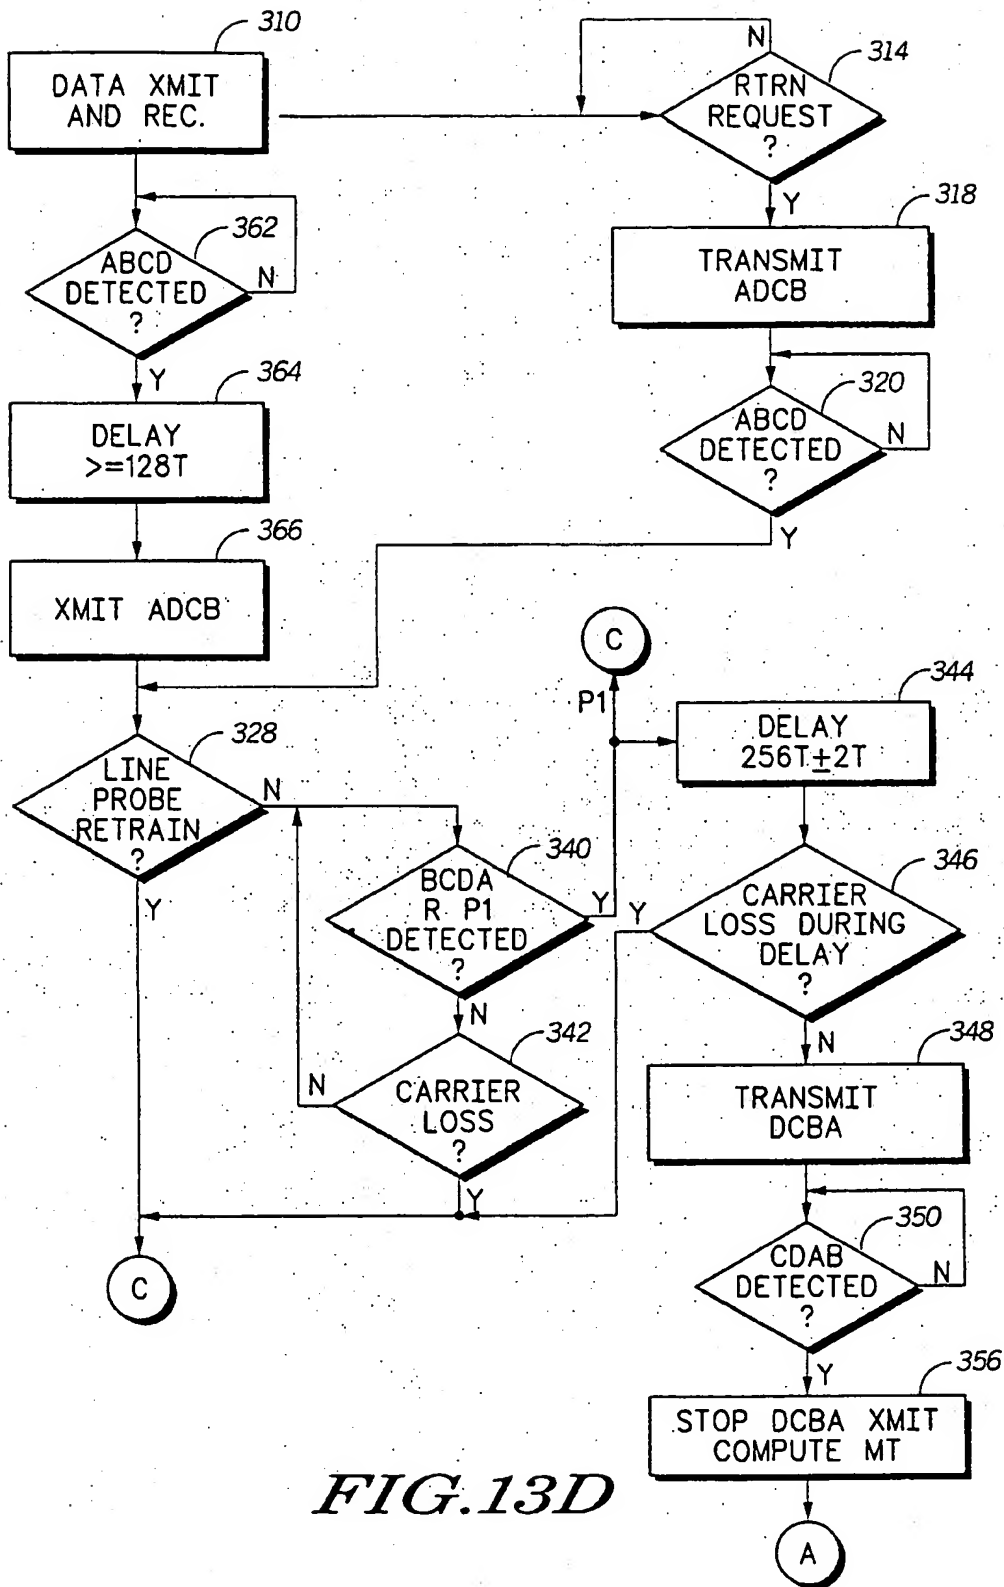 310
DATA XMIT
AND REC.
N
314
RTRN
REQUEST
?
Y
318
TRANSMIT
ADCB
362
ABCD
DETECTED
?
N
Y
364
DELAY
>=128T
320
ABCD
DETECTED
?
N
Y
366
XMIT ADCB
C
P1
344
DELAY
256T±2T
328
LINE
PROBE
RETRAIN
?
N
Y
340
BCDA
R P1
DETECTED
?
Y
N
346
CARRIER
LOSS DURING
DELAY
?
Y
N
342
CARRIER
LOSS
?
N
Y
348
TRANSMIT
DCBA
C
350
CDAB
DETECTED
?
N
Y
356
STOP DCBA XMIT
COMPUTE MT
FIG.13D
A